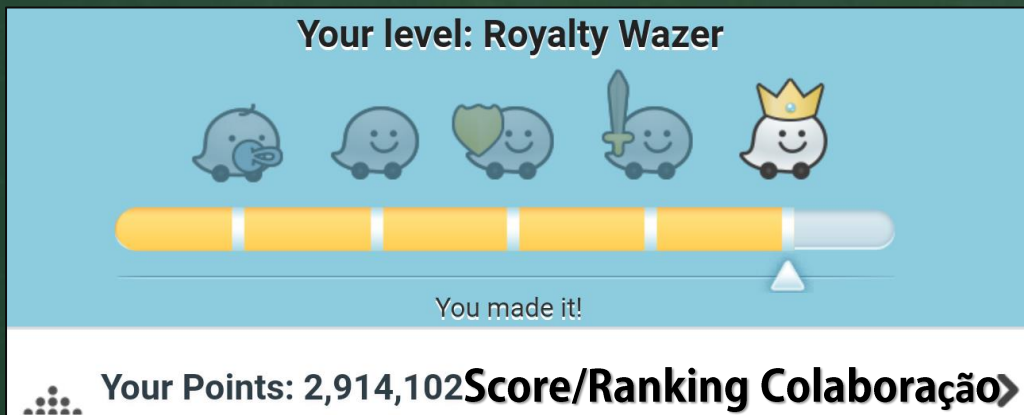 Your level: Royalty Wazer
You made it!
Your Points: 2,914,102Score/Ranking Colaboração